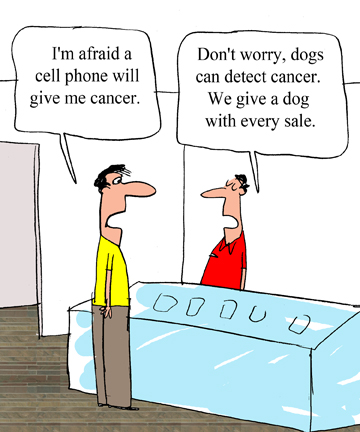 I'm afraid a
cell phone will
give me cancer.
Don't worry, dogs
can detect cancer.
We give a dog
with every sale.